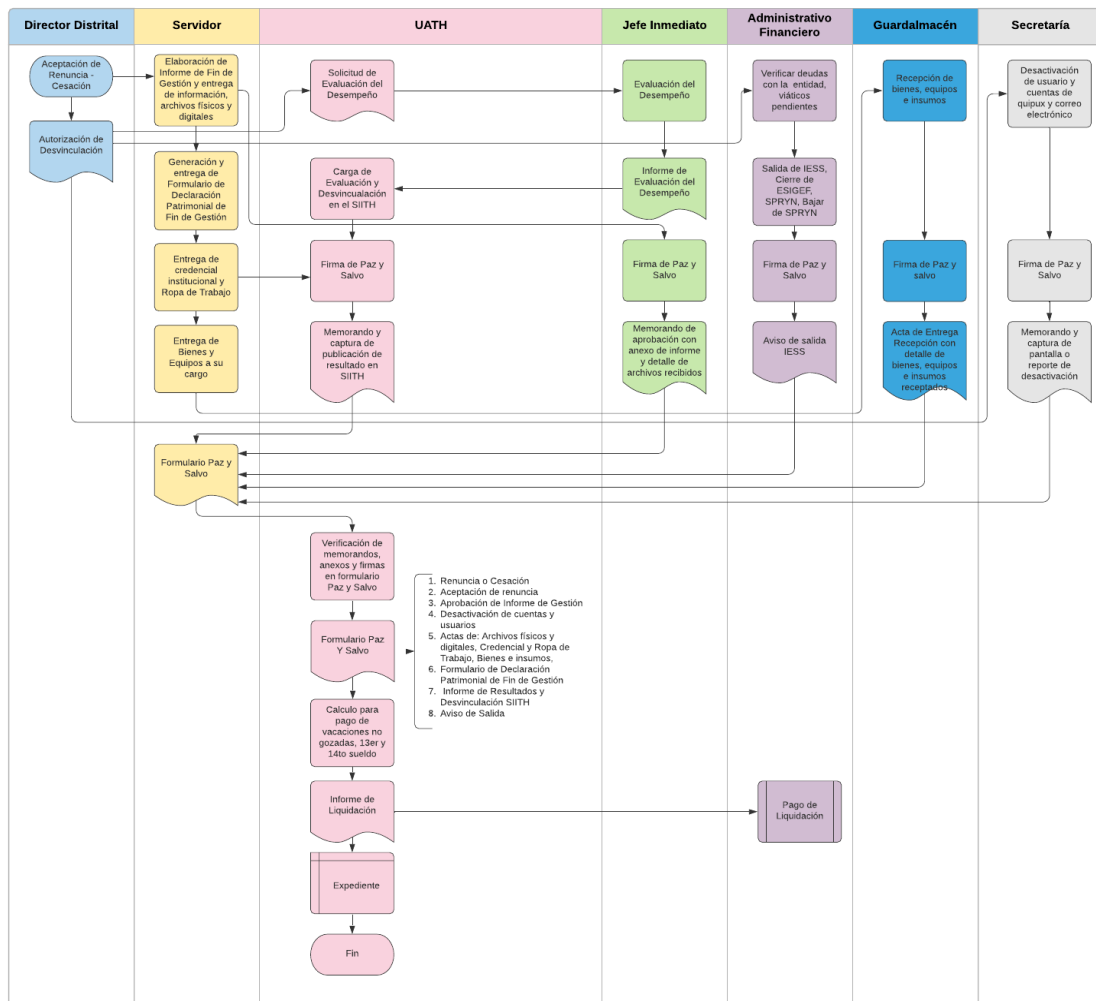 Director Distrital
Servidor
UATH
Jefe Inmediato
Administrativo
Financiero
Guardalmacén
Secretaría
Aceptación de
Renuncia -
Cesación
Autorización de
Desvinculación
Elaboración de
Informe de Fin de
Gestión y entrega
de información,
archivos físicos y
digitales
Generación y
entrega de
Formulario de
Declaración
Patrimonial de
Fin de Gestión
Entrega de
credencial
institucional y
Ropa de Trabajo
Entrega de
Bienes y
Equipos a su
cargo
Formulario Paz y
Salvo
Solicitud de
Evaluación del
Desempeño
Carga de
Evaluación y
Desvincualación
en el SIITH
Firma de Paz y
Salvo
Memorando y
captura de
publicación de
resultado en
SIITH
Verificación de
memorandos,
anexos y firmas
en formulario
Paz y Salvo
Formulario Paz
Y Salvo
Calculo para
pago de
vacaciones no
gozadas, 13er y
14to sueldo
Informe de
Liquidación
Expediente
Fin
1. Renuncia o Cesación
2. Aceptación de renuncia
3. Aprobación de Informe de Gestión
4. Desactivación de cuentas y
usuarios
5. Actas de: Archivos físicos y
digitales, Credencial y Ropa de
Trabajo, Bienes e insumos,
6. Formulario de Declaración
Patrimonial de Fin de Gestión
7. Informe de Resultados y
Desvinculación SIITH
8. Aviso de Salida
Evaluación del
Desempeño
Informe de
Evaluación del
Desempeño
Firma de Paz y
Salvo
Memorando de
aprobación con
anexo de informe
y detalle de
archivos recibidos
Verificar deudas
con la entidad,
viáticos
pendientes
Salida de IESS,
Cierre de
ESIGEF,
SPRYN, Bajar
de SPRYN
Firma de Paz y
Salvo
Aviso de salida
IESS
Pago de
Liquidación
Recepción de
bienes, equipos
e insumos
Firma de Paz y
salvo
Acta de Entrega
Recepción con
detalle de
bienes, equipos
e insumos
receptados
Desactivación
de usuario y
cuentas de
quipux y correo
electrónico
Firma de Paz y
Salvo
Memorando y
captura de
pantalla o
reporte de
desactivación